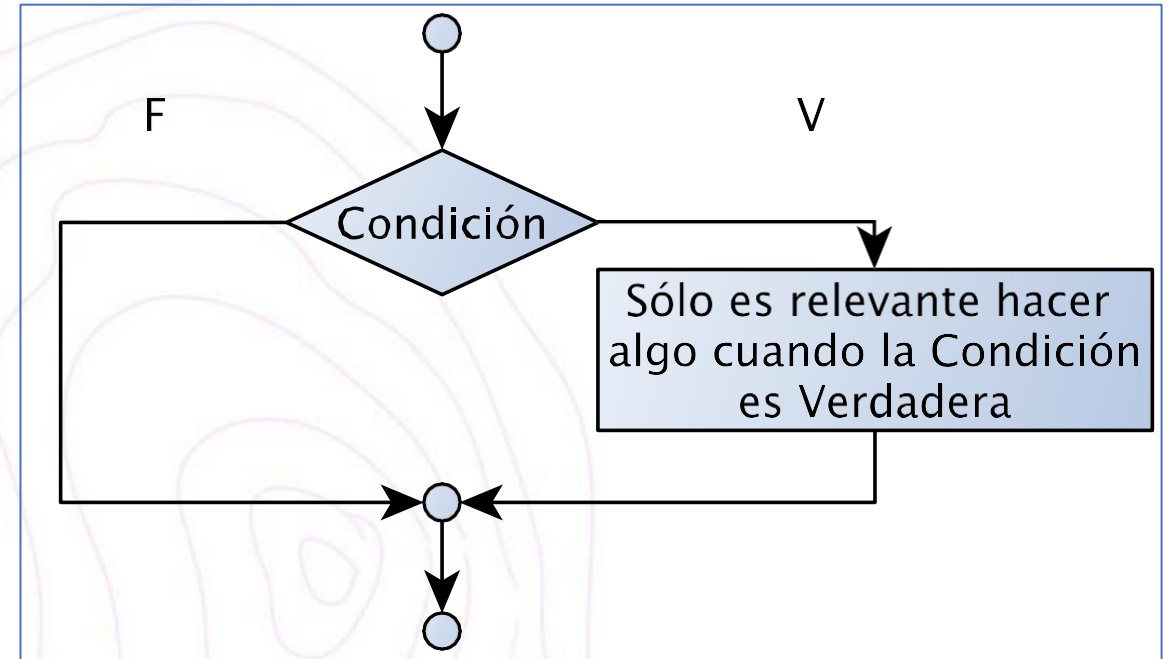 F
V
Condición
Sólo es relevante hacer
algo cuando la Condición
es Verdadera